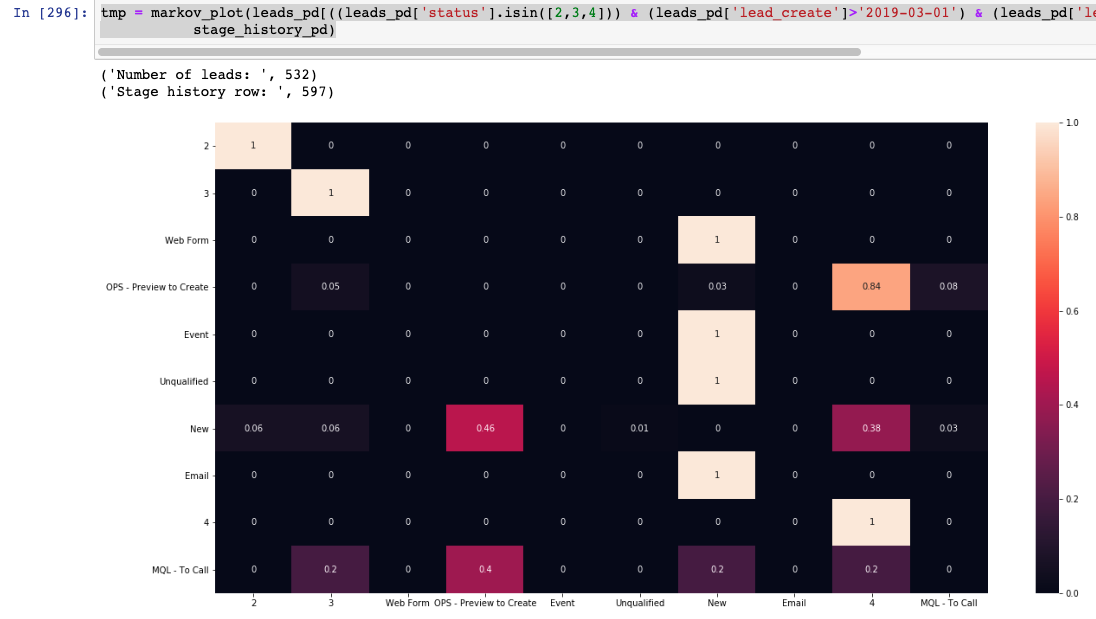 In [296]: tmp = markov_plot(leads_pd[((leads_pd['status'].isin([2,3,4])) & (leads_pd['lead_create']>'2019-03-01') & (leads_pd['le
stage_history_pd)
('Number of leads: ', 532)
('Stage history row: ', 597)
2 1 0 0 0 0 0 0 0 0 0
3 0 1 0 0 0 0 0 0 0 0
Web Form 0 0 0 0 0 0 1 0 0 0
OPS - Preview to Create 0 0.05 0 0 0 0 0.03 0 0.84 0.08
Event 0 0 0 0 0 0 1 0 0 0
Unqualified 0 0 0 0 0 0 1 0 0 0
New 0.06 0.06 0 0.46 0 0.01 0 0 0.38 0.03
Email 0 0 0 0 0 0 1 0 0 0
4 0 0 0 0 0 0 0 0 1 0
MQL - To Call 0 0.2 0 0.4 0 0 0.2 0 0.2 0
2 3 Web Form OPS - Preview to Create Event Unqualified New Email 4 MQL - To Call
1.0
0.8
0.6
0.4
0.2
0.0